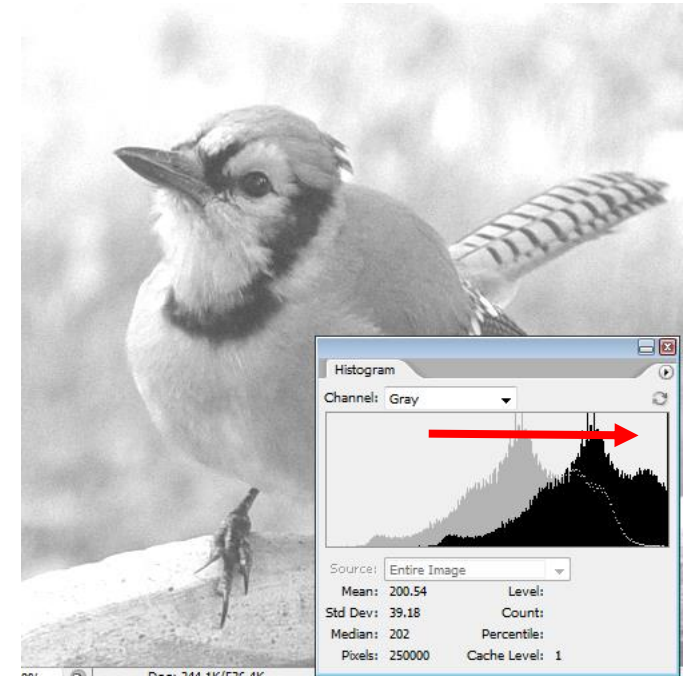 Histogram
Channel: Gray
Source: Entire Image
Mean: 200.54 Level:
Std Dev: 39.18 Count:
Median: 202 Percentile:
Pixels: 250000 Cache Level: 1